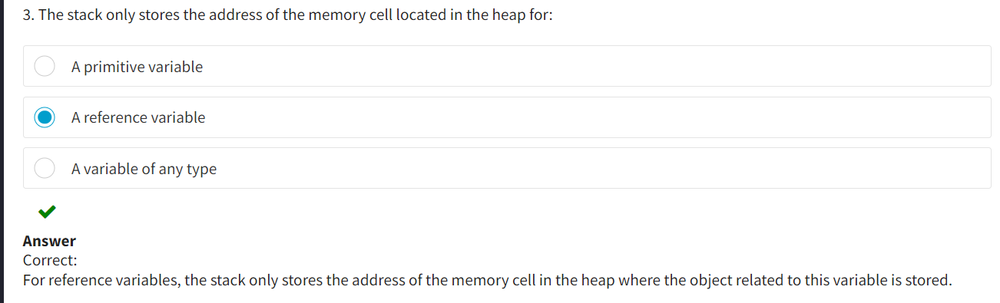 3. The stack only stores the address of the memory cell located in the heap for:
A primitive variable
A reference variable
A variable of any type
Answer
Correct:
For reference variables, the stack only stores the address of the memory cell in the heap where the object related to this variable is stored.